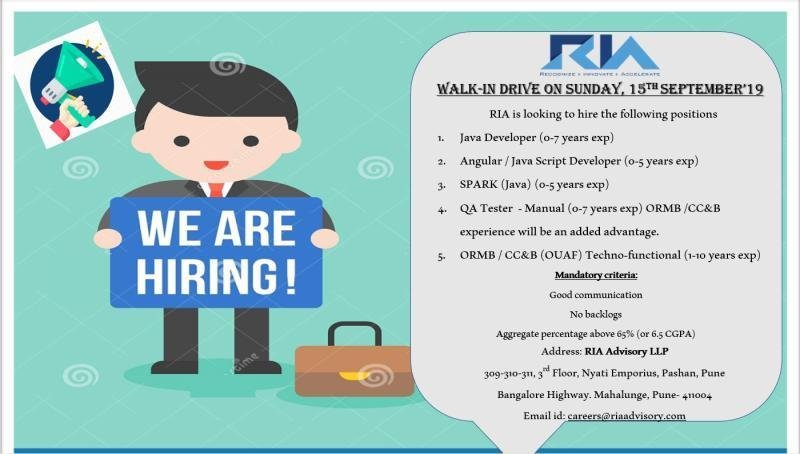 WE ARE
HIRING!
RIA
RECOGNIZE • INNOVATE • ACCELERATE
WALK-IN DRIVE ON SUNDAY, 15TH SEPTEMBER'19
RIA is looking to hire the following positions
1. Java Developer (0-7 years exp)
2. Angular / Java Script Developer (0-5 years exp)
3. SPARK (Java) (0-5 years exp)
4. QA Tester - Manual (0-7 years exp) ORMB /CC&B
experience will be an added advantage.
5. ORMB / CC&B (OUAF) Techno-functional (1-10 years exp)
Mandatory criteria:
Good communication
No backlogs
Aggregate percentage above 65% (or 6.5 CGPA)
Address: RIA Advisory LLP
309-310-311, 3rd Floor, Nyati Emporius, Pashan, Pune
Bangalore Highway. Mahalunge, Pune- 411004
Email id: careers@riaadvisory.com
dreamstime